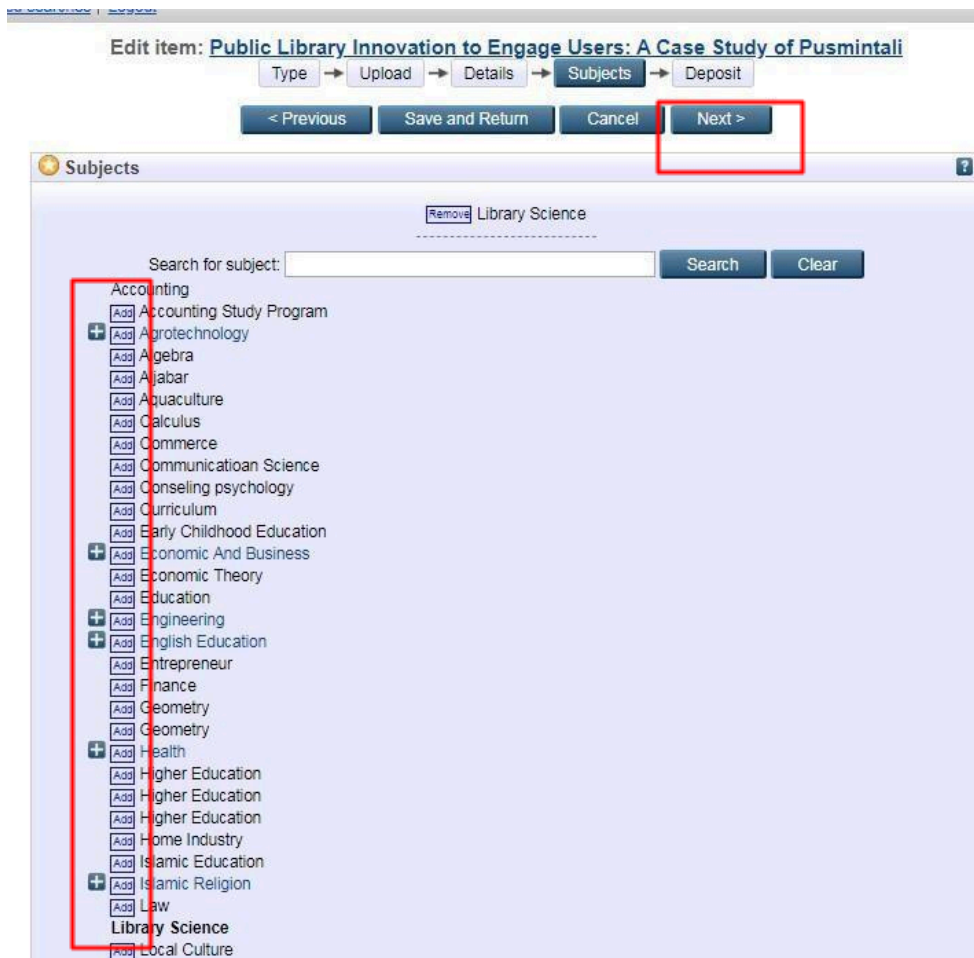 Edit item: Public Library Innovation to Engage Users: A Case Study of Pusmintali
Type Upload Details Subjects Deposit
< Previous Save and Return Cancel Next >
Subjects ?
Remove Library Science
Search for subject: Search Clear
Accounting
Add Accounting Study Program
Add Agrotechnology
Add Algebra
Add Aljabar
Add Aquaculture
Add Calculus
Add Commerce
Add Communicatioan Science
Add Conseling psychology
Add Curriculum
Add Early Childhood Education
Add Economic And Business
Add Economic Theory
Add Education
Add Engineering
Add English Education
Add Entrepreneur
Add Finance
Add Geometry
Add Geometry
Add Health
Add Higher Education
Add Higher Education
Add Higher Education
Add Home Industry
Add Islamic Education
Add Islamic Religion
Add Law
Library Science
Add Local Culture